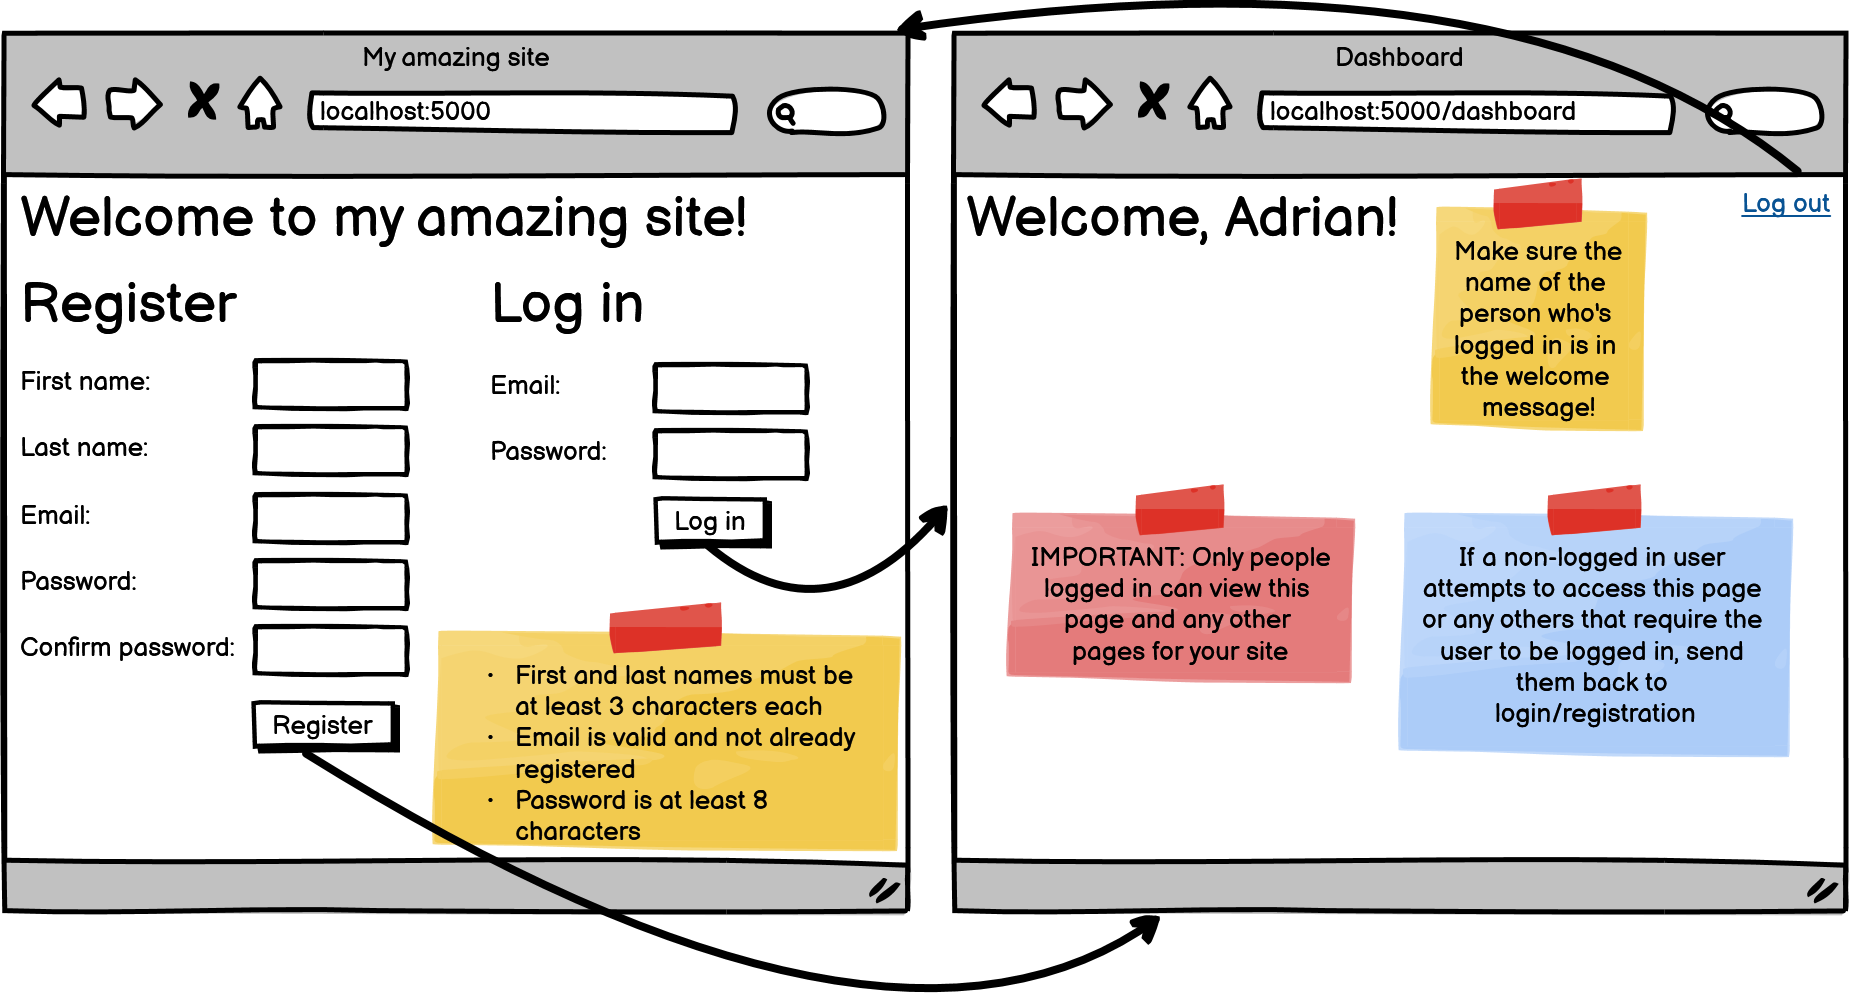 My amazing site
localhost:5000
Welcome to my amazing site!
Register
First name:
Last name:
Email:
Password:
Confirm password:
Register
Log in
Email:
Password:
Log in
• First and last names must be
at least 3 characters each
• Email is valid and not already
registered
• Password is at least 8
characters
Dashboard
localhost:5000/dashboard
Welcome, Adrian!
Log out
Make sure the
name of the
person who's
logged in is in
the welcome
message!
IMPORTANT: Only people
logged in can view this
page and any other
pages for your site
If a non-logged in user
attempts to access this page
or any others that require the
user to be logged in, send
them back to
login/registration